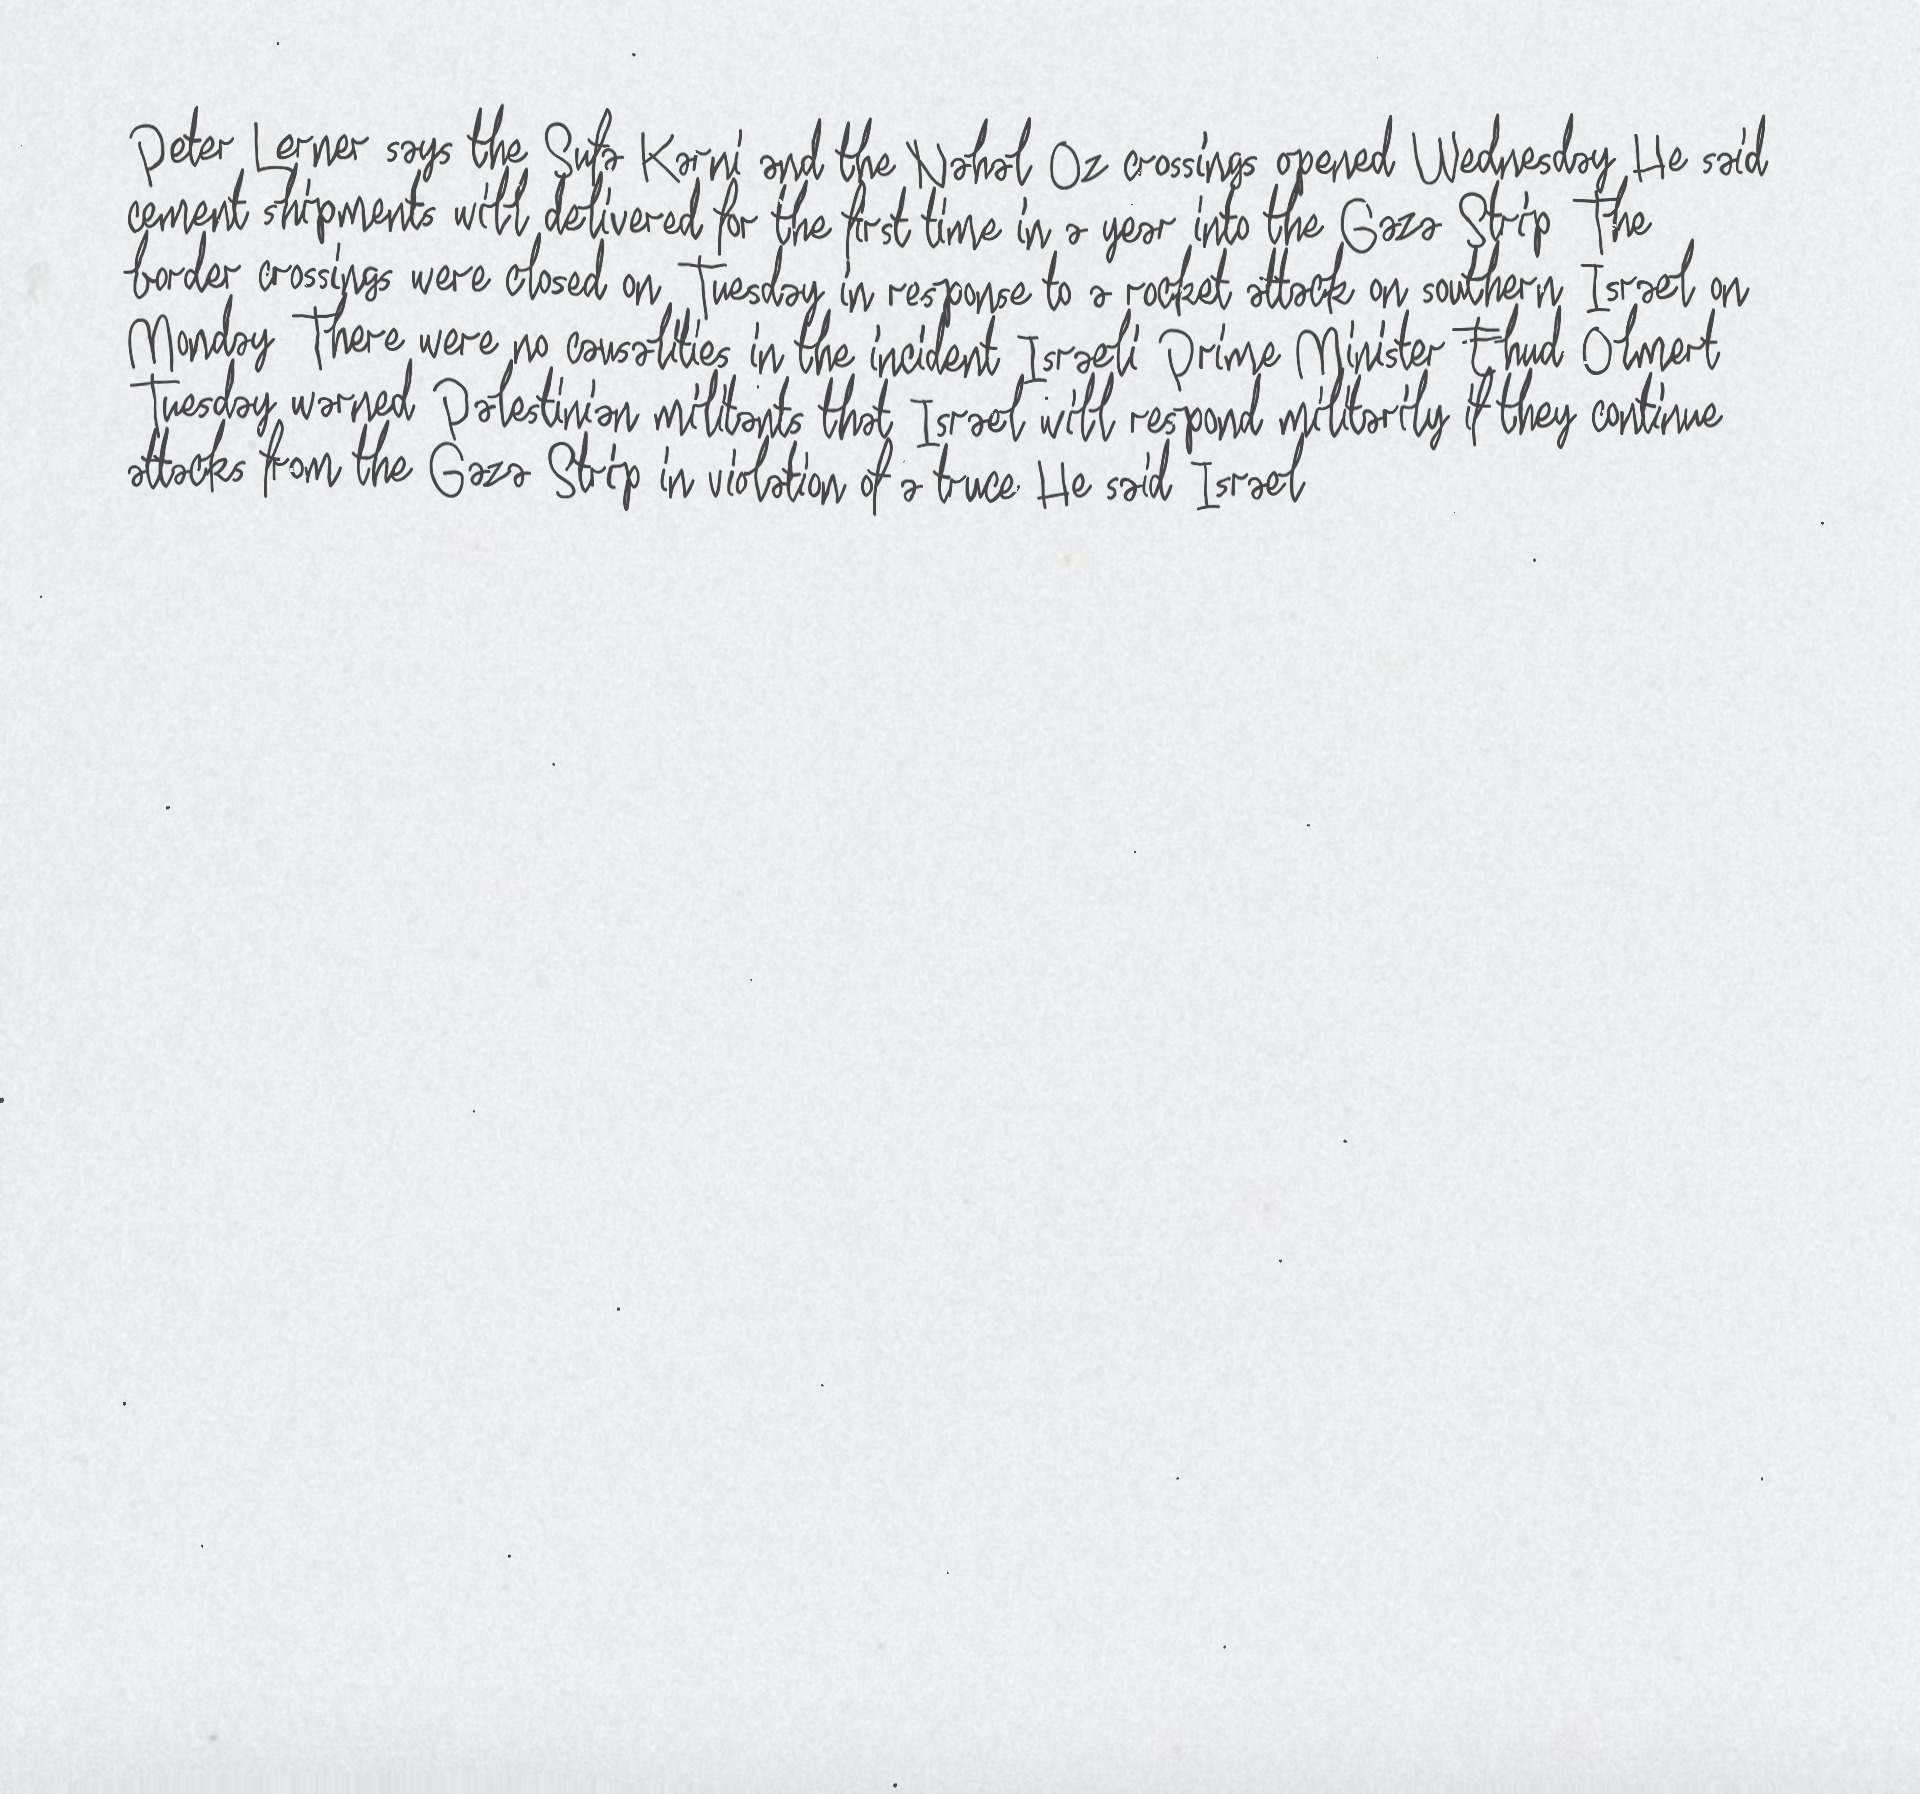 Peter Lerner says the Sufa Karni and the Nahal Oz crossings opened Wednesday He said
cement shipments will delivered for the first time in a year into the Gaza Strip The
border crossings were closed on Tuesday in response to a rocket attack on southern Israel on
Monday There were no causalities in the incident Israeli Prime Minister Ehud Olmert
Tuesday warned Palestinian militants that Israel will respond militarily if they continue
attacks from the Gaza Strip in violation of a truce He said Israel